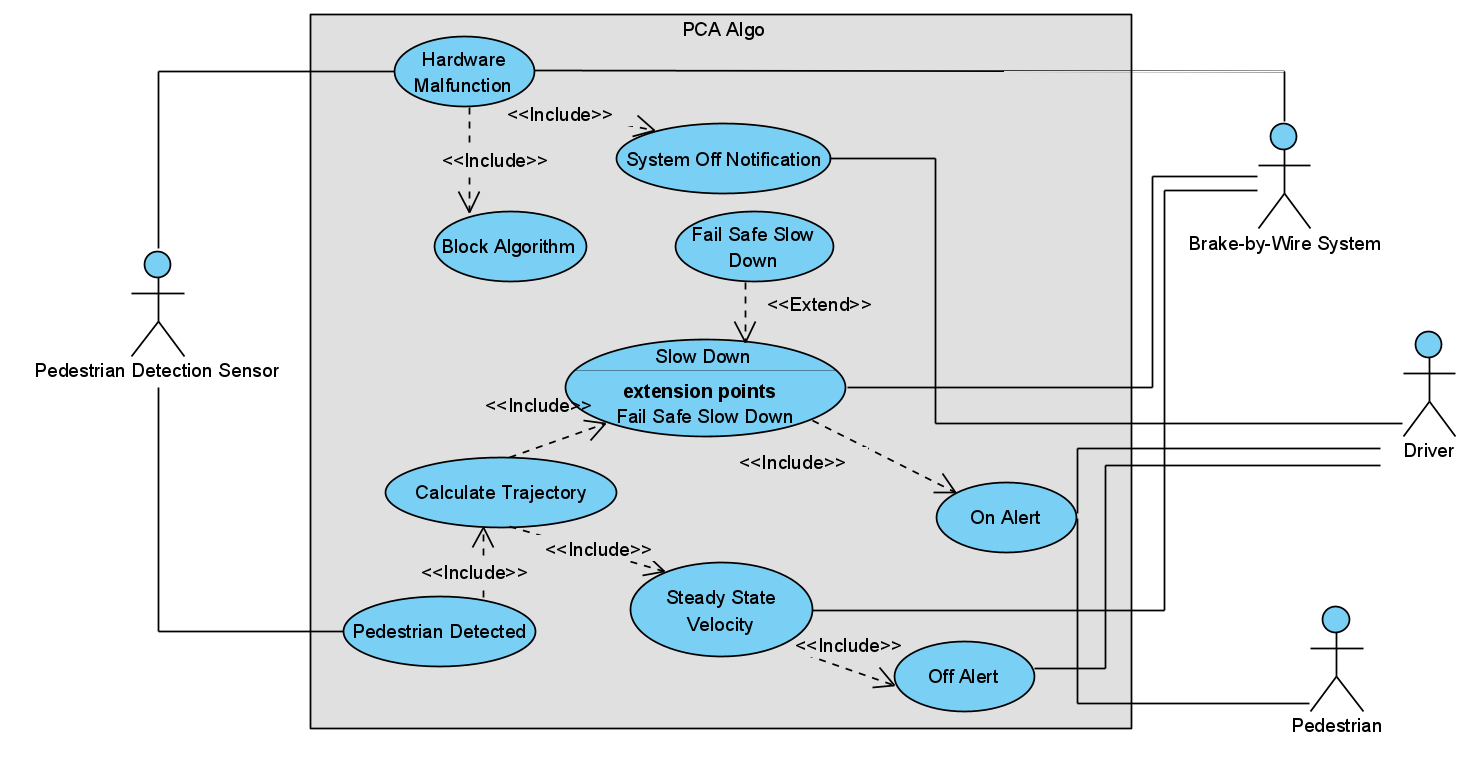 PCA Algo
Hardware
Malfunction
<<Include>>
<<Include>>
System Off Notification
Block Algorithm
Fail Safe Slow
Down
Brake-by-Wire System
<<Extend>>
Slow Down
extension points
Fail Safe Slow Down
Pedestrian Detection Sensor
<<Include>>
<<Include>>
Driver
Calculate Trajectory
On Alert
<<Include>>
<<Include>>
Pedestrian Detected
Steady State
Velocity
<<Include>>
Off Alert
Pedestrian